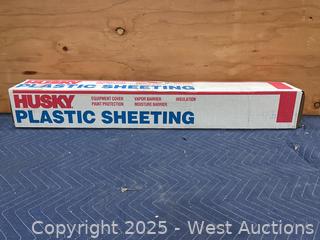 HUSKY
EQUIPMENT COVER VAPOR BARRIER INSULATION
PAINT PROTECTION MOISTURE BARRIER
PLASTIC SHEETING
Copyright 2025 - West Auctions